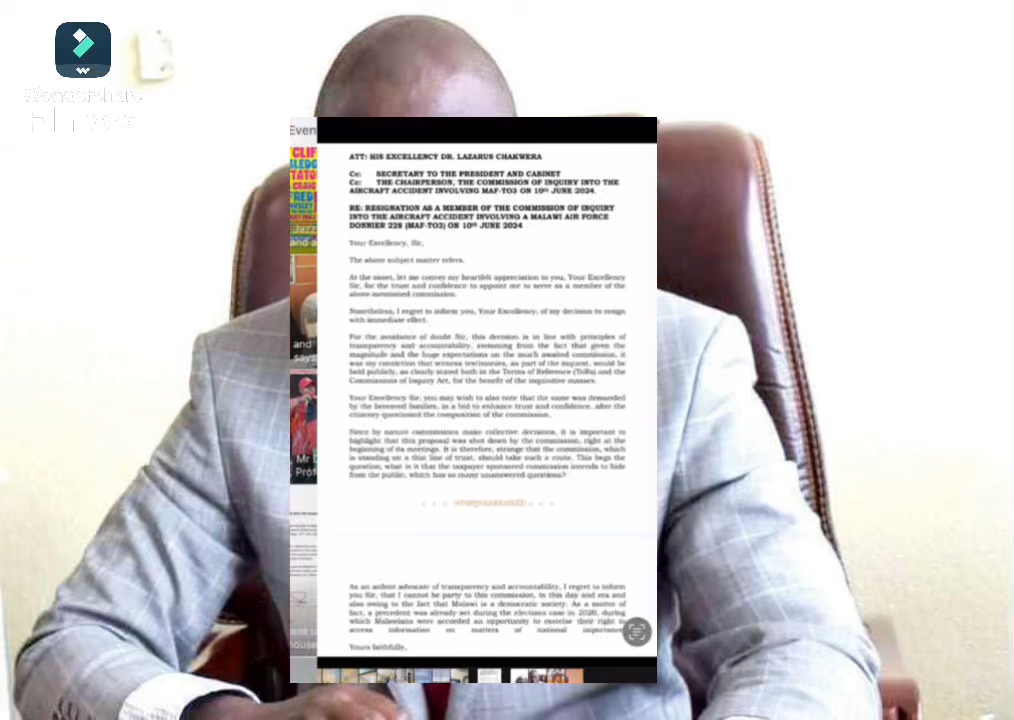 Wondershare
Even
CLIF
Jazz
and a
and
says
Mr
Prof
ATT: HIS EXCELLENCY DR. LAZARUS CHAKWERA
Cc: SECRETARY TO THE PRESIDENT AND CABINET
Cc: THE CHAIRPERSON, THE COMMISSION OF INQUIRY INTO THE
AIRCRAFT ACCIDENT INVOLVING MAF-TO3 ON 10th JUNE 2024.
RE: RESIGNATION AS A MEMBER OF THE COMMISSION OF INQUIRY
INTO THE AIRCRAFT ACCIDENT INVOLVING A MALAWI AIR FORCE
DONNIER 228 (MAF-TO3) ON 10th JUNE 2024
Your Excellency, Sir,
The above subject matter refers.
At the onset, let me convey my heartfelt appreciation to you, Your Excellency
Sir, for the trust and confidence to appoint me to serve as a member of the
above mentioned commission.
Nonetheless, I regret to inform you, Your Excellency, of my decision to resign
with immediate effect.
For the avoidance of doubt Sir, this decision is in line with principles of
transparency and accountability, stemming from the fact that given the
magnitude and the huge expectations on the much awaited commission, it
was my conviction that witness testimonies, as part of the inquest, would be
held publicly, as clearly stated both in the Terms of Reference (ToRs) and the
Commissions of Inquiry Act, for the benefit of the inquisitive masses.
Your Excellency Sir, you may wish to also note that the same was demanded
by the bereaved families, in a bid to enhance trust and confidence, after the
citizenry questioned the composition of the commission.
Since by nature commissions make collective decisions, it is important to
highlight that this proposal was shot down by the commission, right at the
beginning of its meetings. It is therefore, strange that the commission, which
is standing on a thin line of trust, should take such a route. This begs the
question; what is it that the taxpayer sponsored commission intends to hide
from the public, which has so many unanswered questions?
As an ardent advocate of transparency and accountability, I regret to inform
you Sir, that I cannot be party to this commission, in this day and era and
also owing to the fact that Malawi is a democratic society. As a matter of
fact, a precedent was already set during the elections case in 2020, during
which Malawians were accorded an opportunity to exercise their right to
access information on matters of national importance.
Yours faithfully,